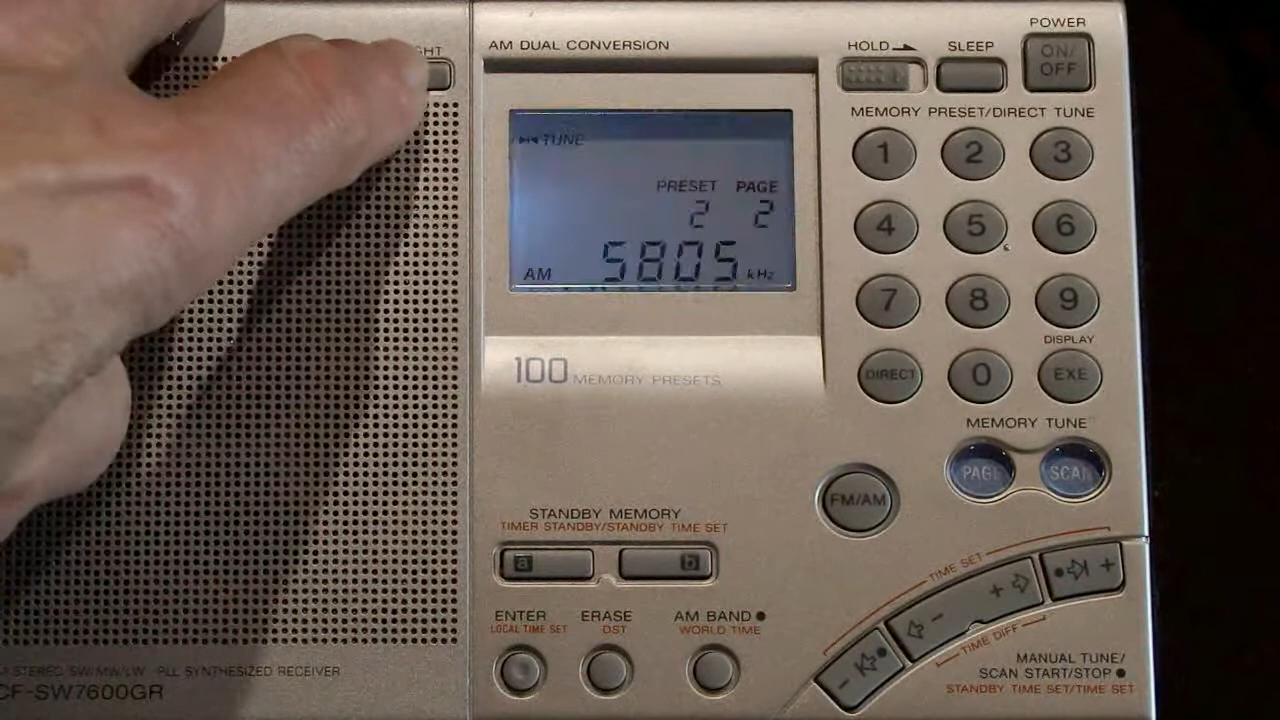 AM DUAL CONVERSION
HOLD
SLEEP
POWER
ON/
OFF
MEMORY PRESET/DIRECT TUNE
TUNE
PRESET PAGE
2 2
AM 5805 kHz
1 2 3
4 5 6
7 8 9
DISPLAY
DIRECT 0 EXE
100 MEMORY PRESETS
MEMORY TUNE
PAGE SCAN
FM/AM
STANDBY MEMORY
TIMER STANDBY/STANDBY TIME SET
a b
TIME SET
- +
- +
TIME DIFF
ENTER
LOCAL TIME SET
ERASE
DST
AM BAND
WORLD TIME
MANUAL TUNE/
SCAN START/STOP
STANDBY TIME SET/TIME SET
STEREO SW/MW/LW PLL SYNTHESIZED RECEIVER
CF-SW7600GR